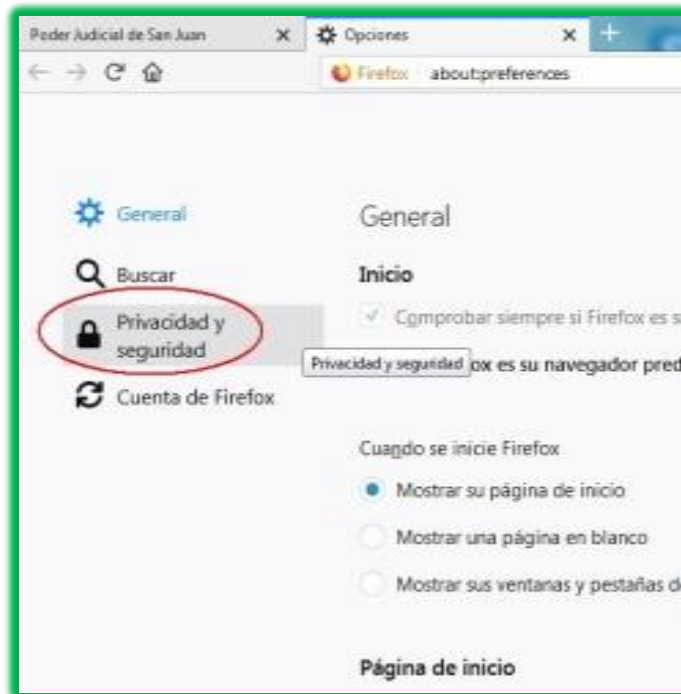 Poder Judicial de San Juan
Opciones
Firefox about:preferences
General
Buscar
Privacidad y
seguridad
Cuenta de Firefox
General
Inicio
Comprobar siempre si Firefox es s
Privacidad y seguridad
ox es su navegador pred
Cuando se inicie Firefox
Mostrar su página de inicio
Mostrar una página en blanco
Mostrar sus ventanas y pestañas d
Página de inicio